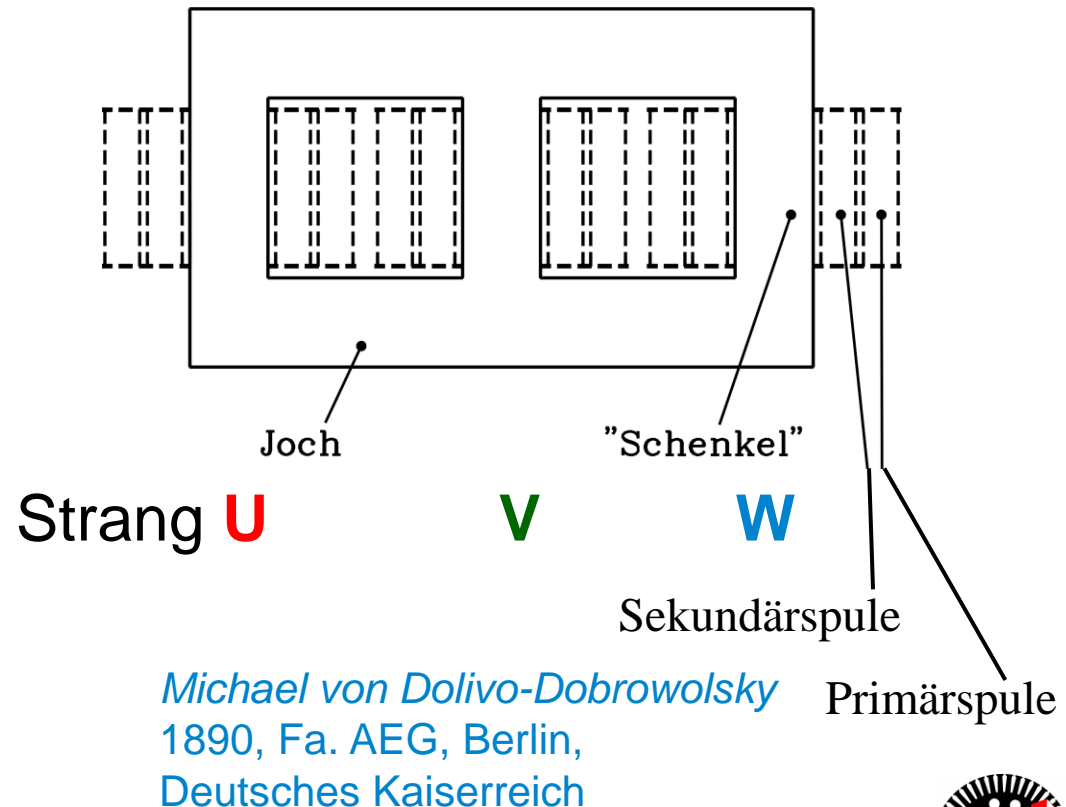 Joch
"Schenkel"
Strang U V W
Sekundärspule
Primärspule
Michael von Dolivo-Dobrowolsky
1890, Fa. AEG, Berlin,
Deutsches Kaiserreich